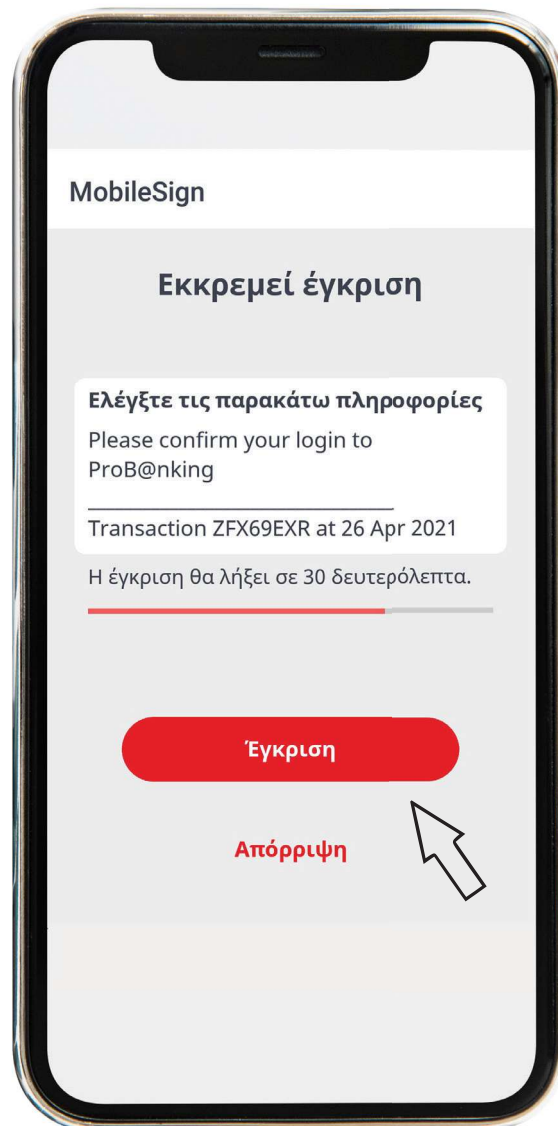 MobileSign
Εκκρεμεί έγκριση
Ελέγξτε τις παρακάτω πληροφορίες
Please confirm your login to
ProB@nking
Transaction ZFX69EXR at 26 Apr 2021
Η έγκριση θα λήξει σε 30 δευτερόλεπτα.
Έγκριση
Απόρριψη